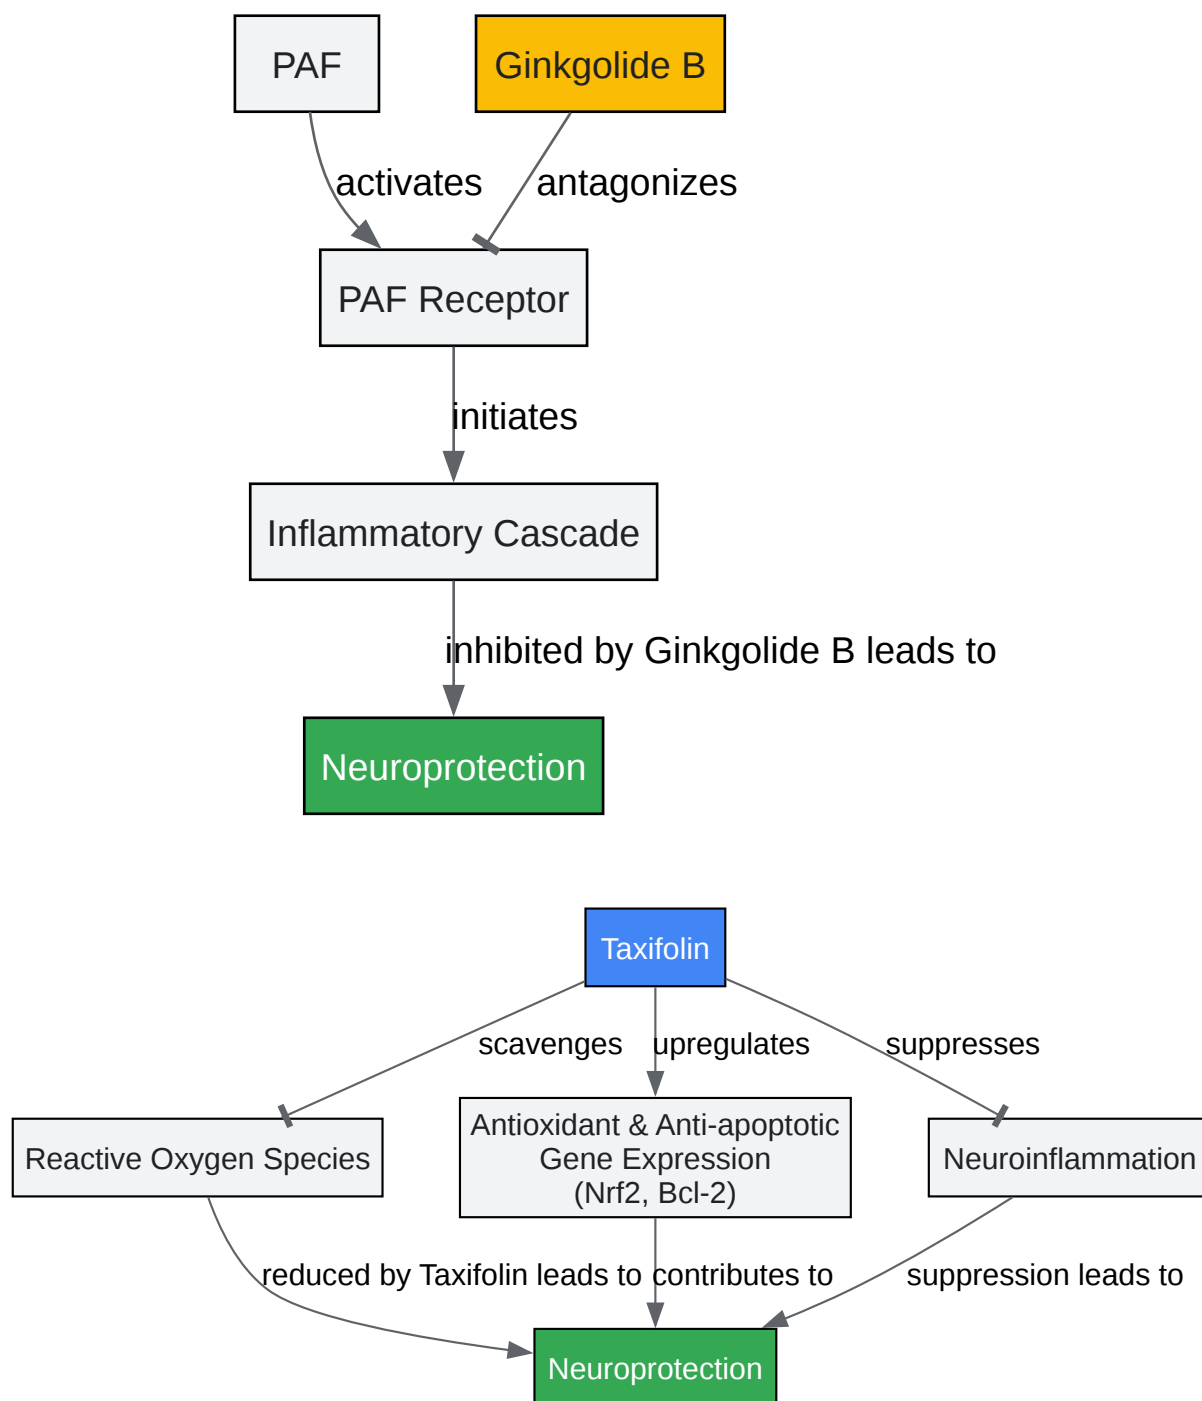 PAF
Ginkgolide B
activates
antagonizes
PAF Receptor
initiates
Inflammatory Cascade
inhibited by Ginkgolide B leads to
Neuroprotection
Taxifolin
scavenges
upregulates
suppresses
Reactive Oxygen Species
Antioxidant & Anti-apoptotic
Gene Expression
(Nrf2, Bcl-2)
Neuroinflammation
reduced by Taxifolin leads to
contributes to
suppression leads to
Neuroprotection